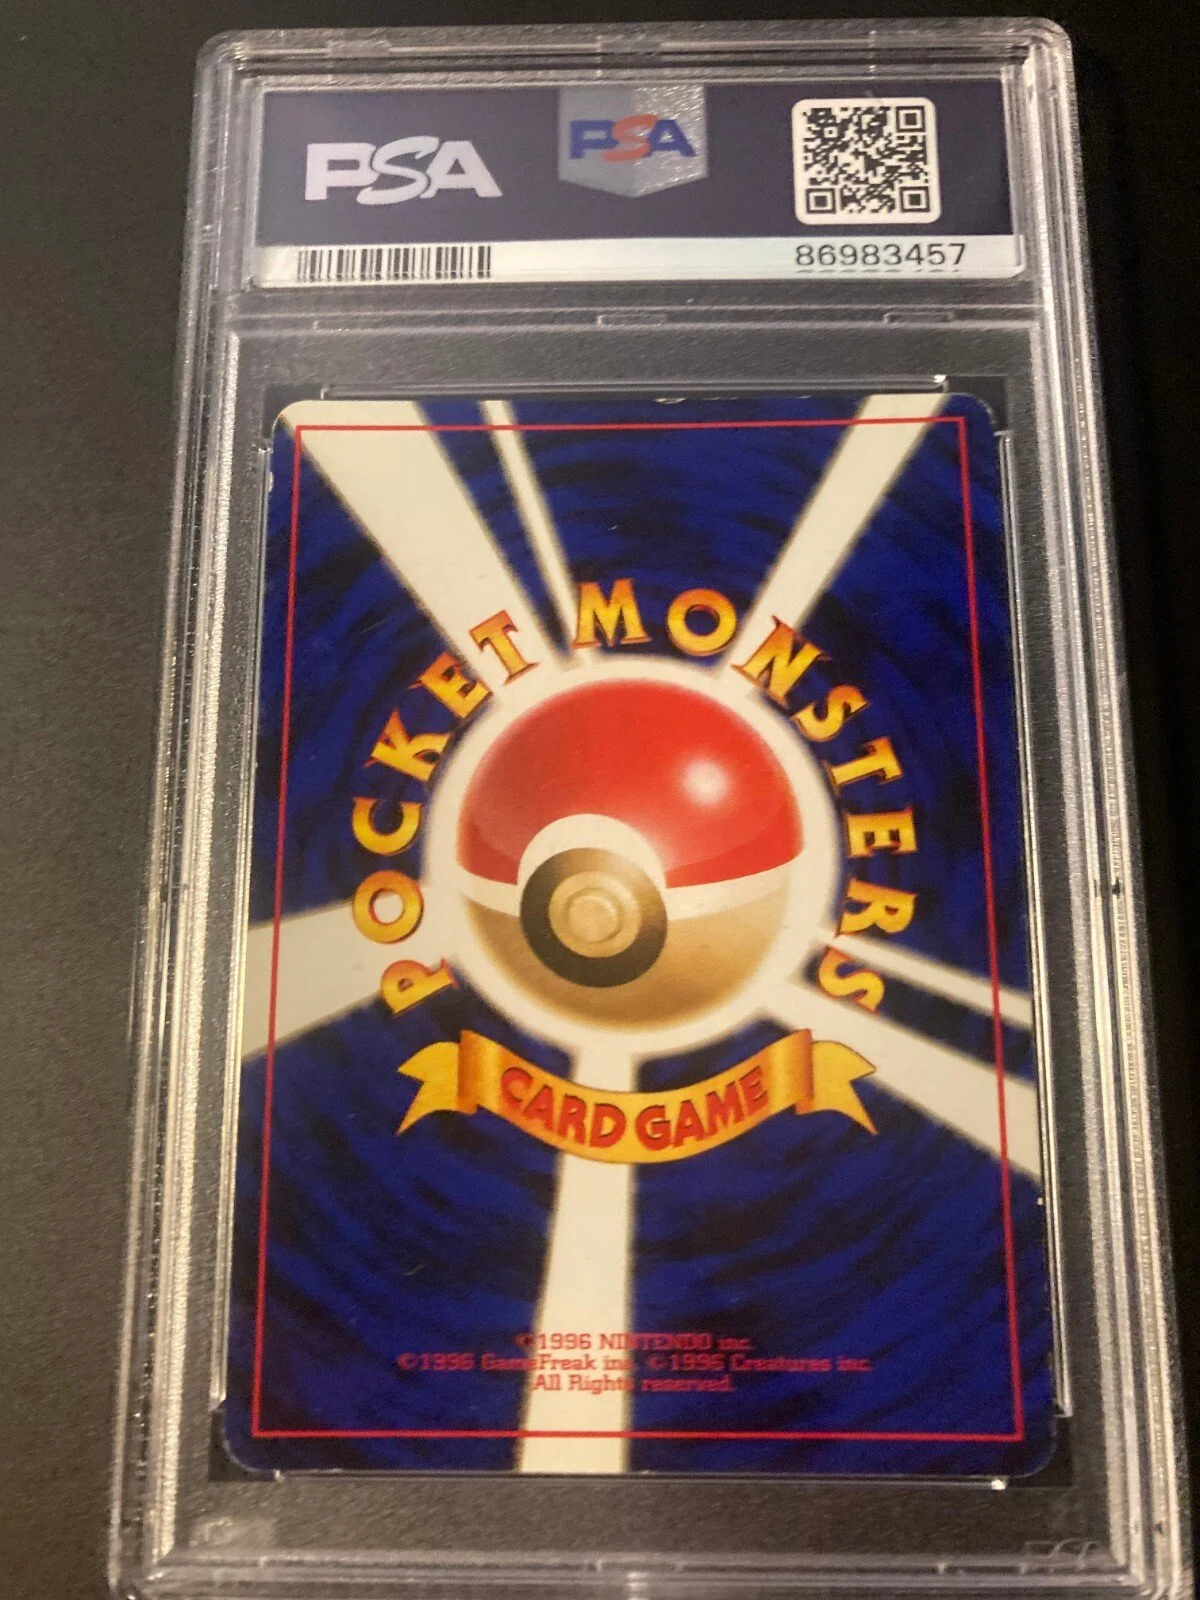 PSA
PSA
86983457
POCKET MONSTERS
CARD GAME
©1996 NINTENDO inc.
©1996 GameFreak inc. ©1996 Creatures inc.
All Rights reserved.